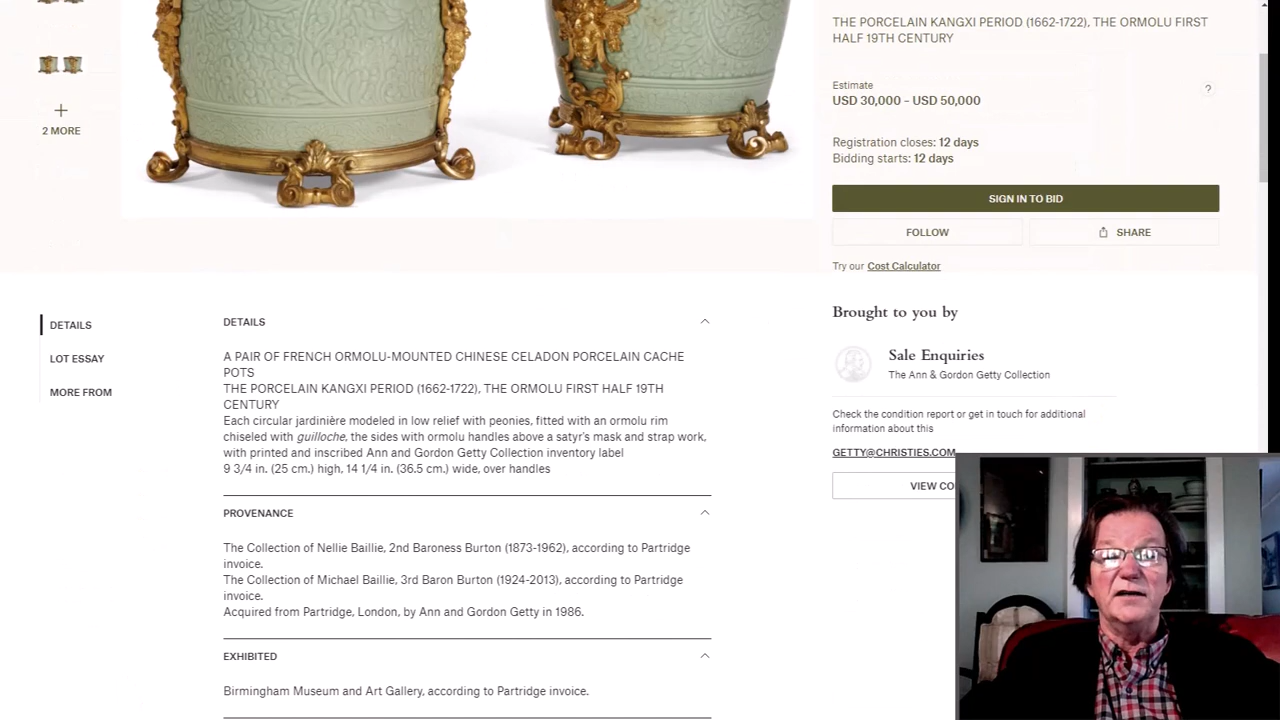 THE PORCELAIN KANGXI PERIOD (1662-1722), THE ORMOLU FIRST
HALF 19TH CENTURY
Estimate
?
USD 30,000 – USD 50,000
Registration closes: 12 days
Bidding starts: 12 days
SIGN IN TO BID
FOLLOW
SHARE
Try our Cost Calculator
+
2 MORE
DETAILS
LOT ESSAY
MORE FROM
DETAILS
A PAIR OF FRENCH ORMOLU-MOUNTED CHINESE CELADON PORCELAIN CACHE
POTS
THE PORCELAIN KANGXI PERIOD (1662-1722), THE ORMOLU FIRST HALF 19TH
CENTURY
Each circular jardinière modeled in low relief with peonies, fitted with an ormolu rim
chiseled with guilloche, the sides with ormolu handles above a satyr's mask and strap work,
with printed and inscribed Ann and Gordon Getty Collection inventory label
9 3/4 in. (25 cm.) high, 14 1/4 in. (36.5 cm.) wide, over handles
PROVENANCE
The Collection of Nellie Baillie, 2nd Baroness Burton (1873-1962), according to Partridge
invoice.
The Collection of Michael Baillie, 3rd Baron Burton (1924-2013), according to Partridge
invoice.
Acquired from Partridge, London, by Ann and Gordon Getty in 1986.
EXHIBITED
Birmingham Museum and Art Gallery, according to Partridge invoice.
Brought to you by
Sale Enquiries
The Ann & Gordon Getty Collection
Check the condition report or get in touch for additional
information about this
GETTY@CHRISTIES.COM
VIEW CO